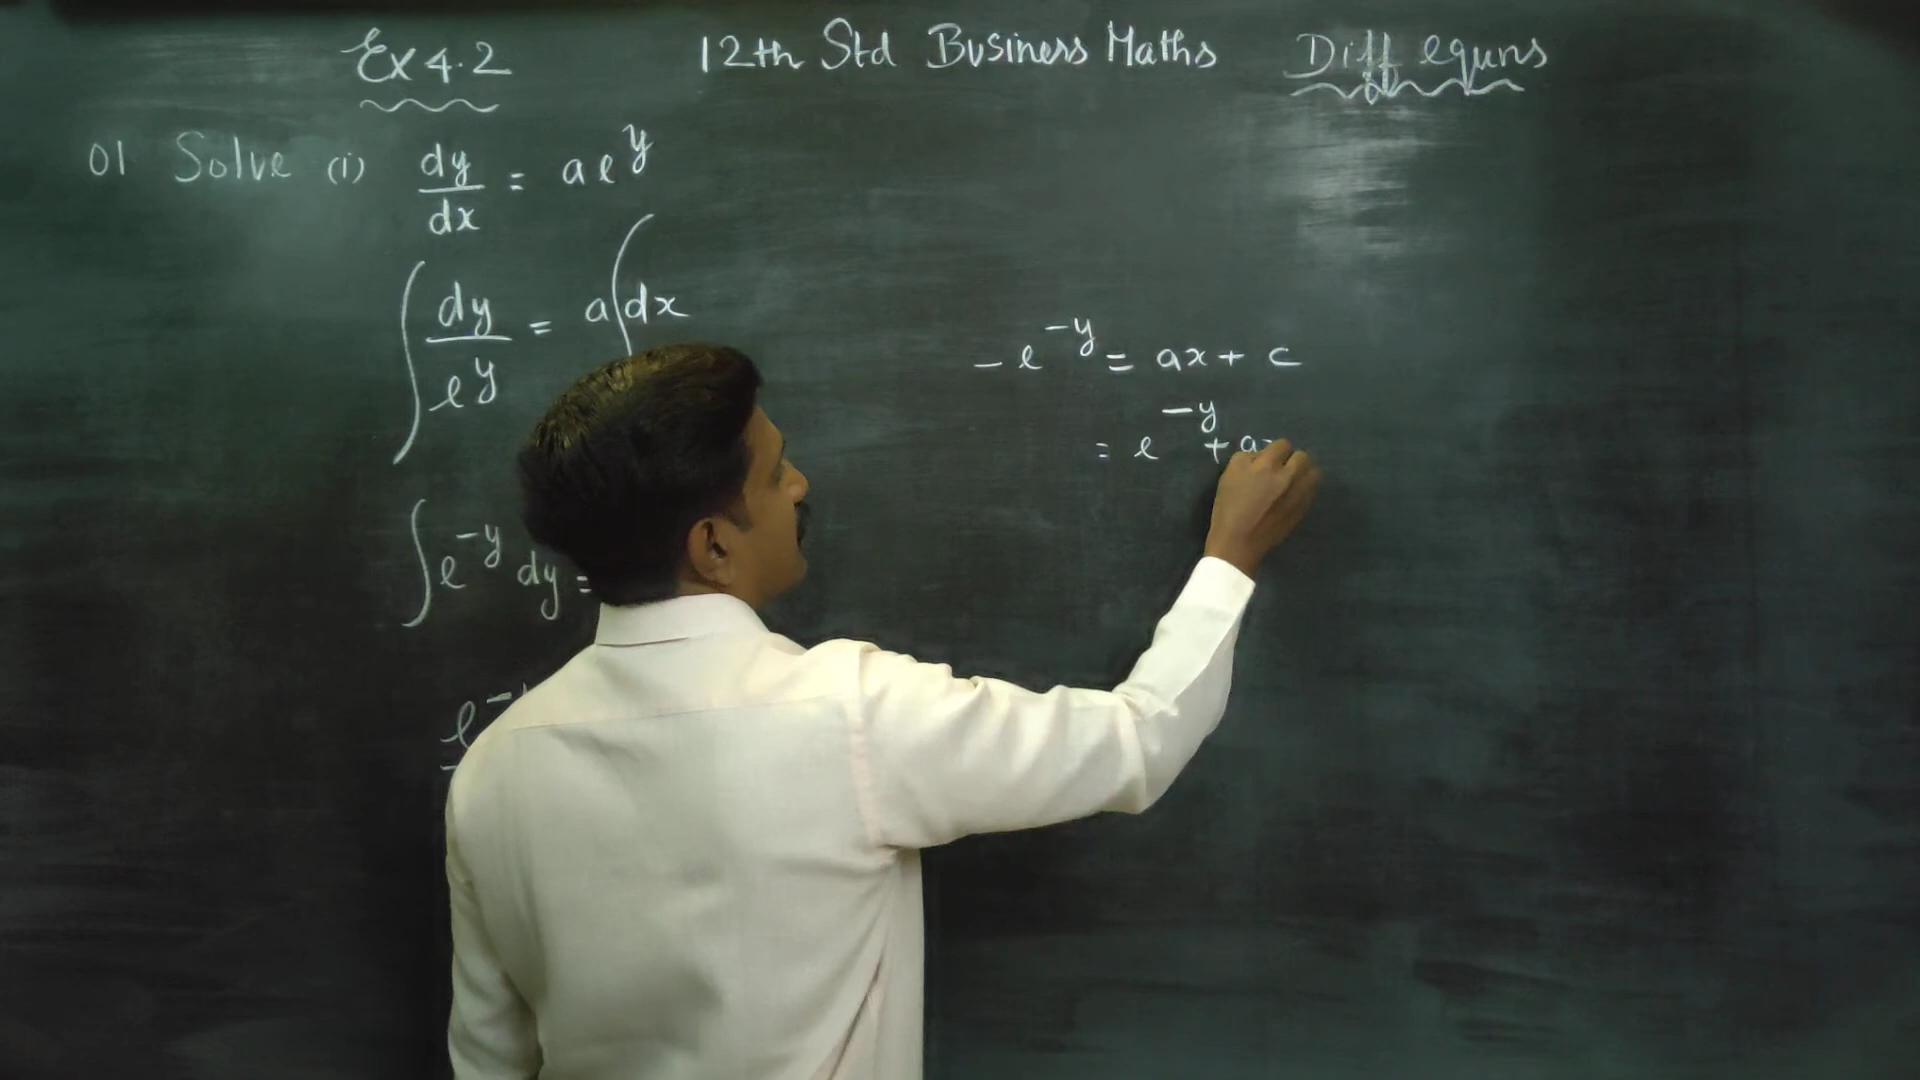 Ex 4.2 12th Std Business Maths Diff equns
01 Solve (i) dy/dx = ae^y
∫ dy/e^y = a∫dx
∫e^-y dy =
e^-
-e^-y = ax + c
= e^-y + a